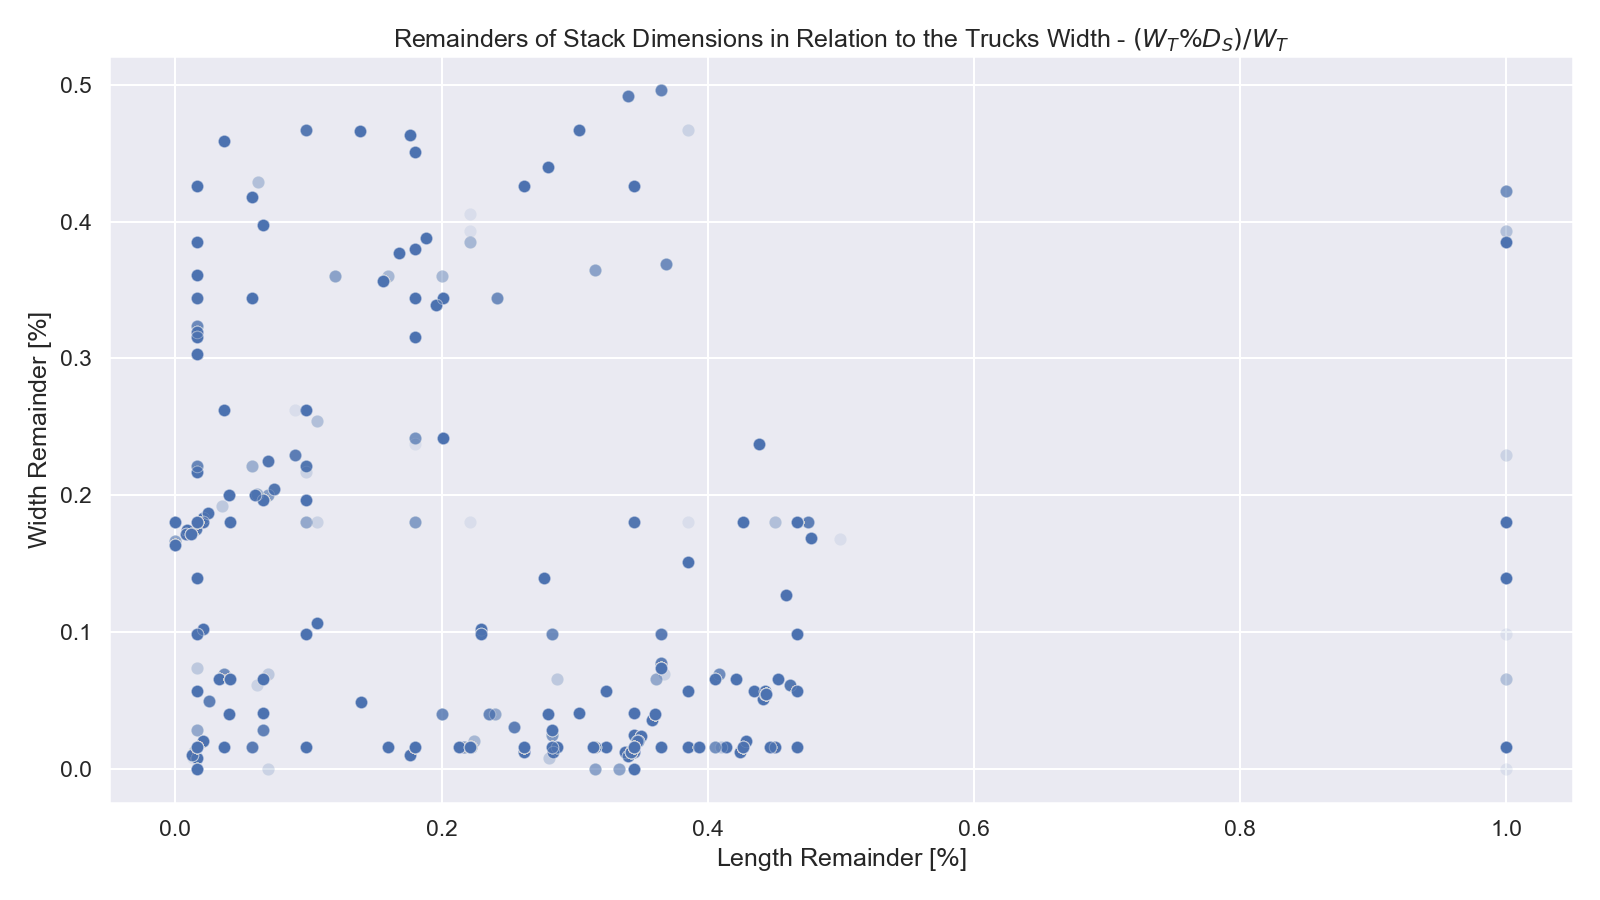 Remainders of Stack Dimensions in Relation to the Trucks Width - (W_T%D_S)/W_T
Width Remainder [%]
0.5
0.4
0.3
0.2
0.1
0.0
0.0 0.2 0.4 0.6 0.8 1.0
Length Remainder [%]